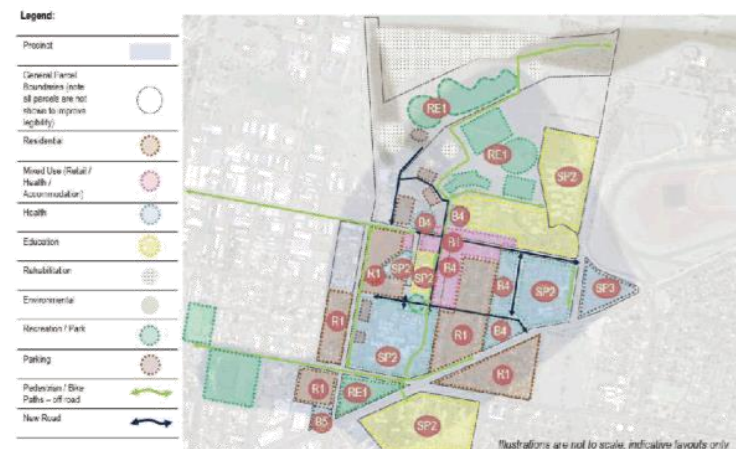 Legend:
Precinct
General Parcel
Boundaries (note
all parcels are not
shown to improve
legibility)
Residential
Mixed Use (Retail /
Health /
Accommodation)
Health
Education
Rehabilitation
Environmental
Recreation / Park
Parking
Pedestrian / Bike
Paths – off road
New Road
RE1
RE1
SP2
B4
B4
B4
R1
SP2
SP2
B4
B4
SP2
SP3
R1
R1
B4
SP2
R1
R1
RE1
B5
SP2
Illustrations are not to scale, indicative layouts only